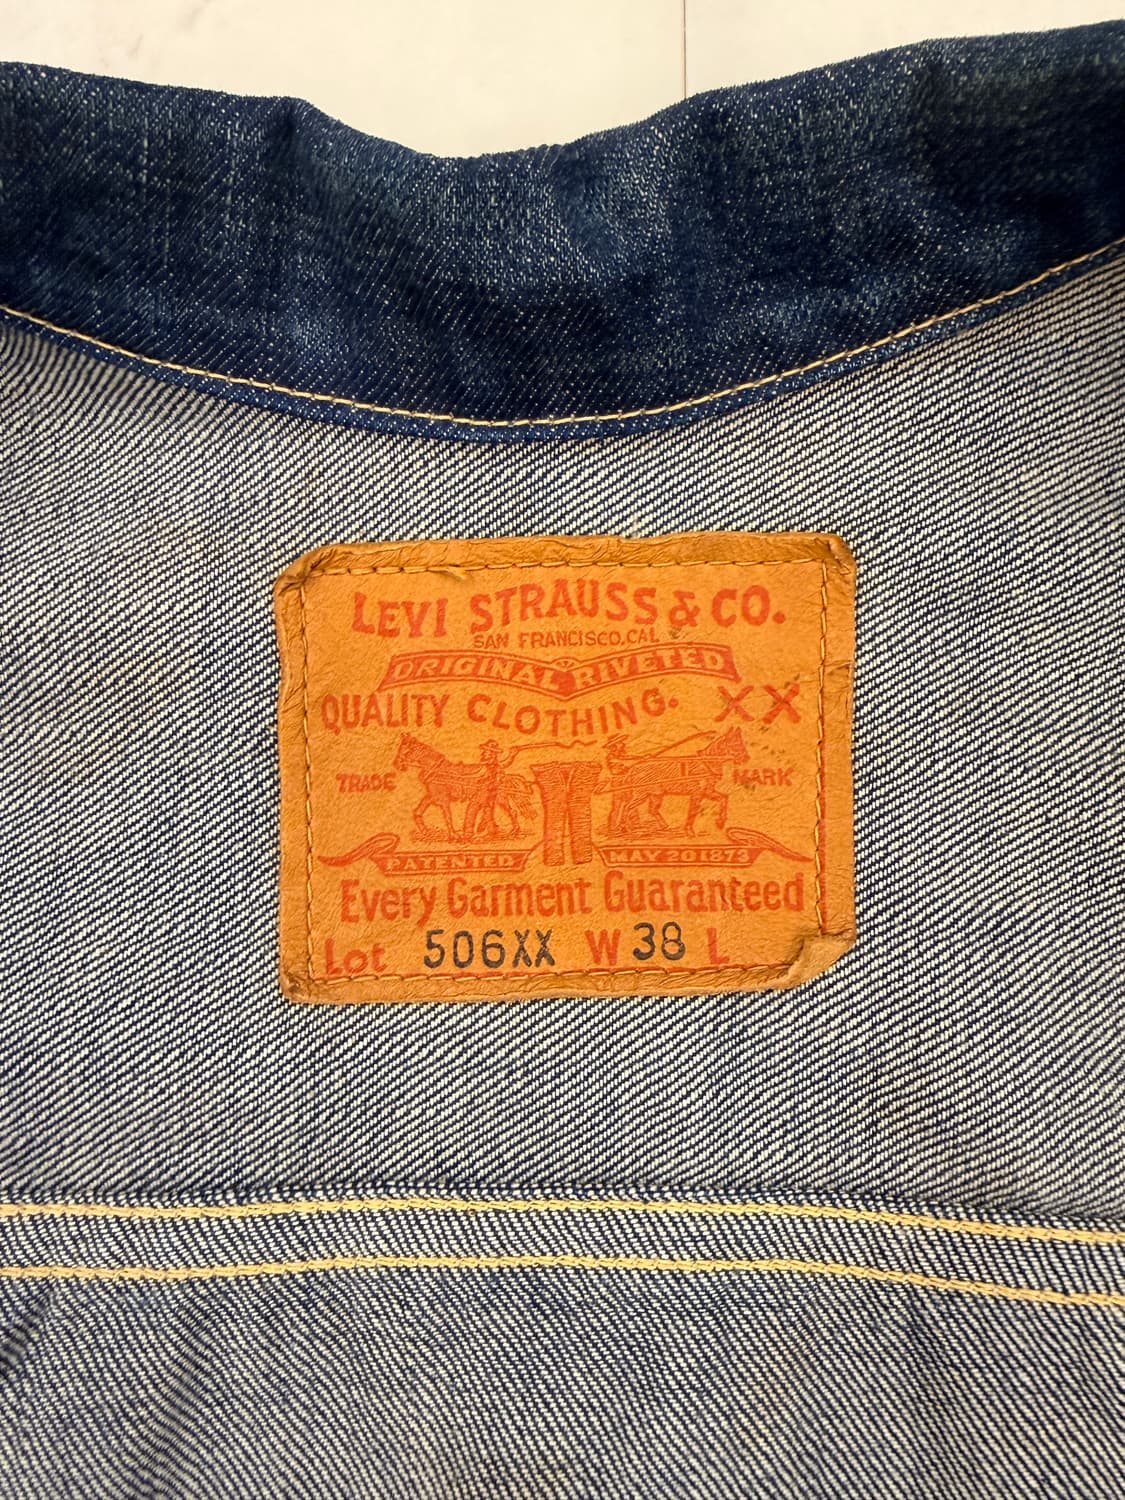 LEVI STRAUSS & CO.
SAN FRANCISCO, CAL
ORIGINAL RIVETED
QUALITY CLOTHING. XX
TRADE MARK
PATENTED MAY 20 1873
Every Garment Guaranteed
Lot 506XX W 38 L